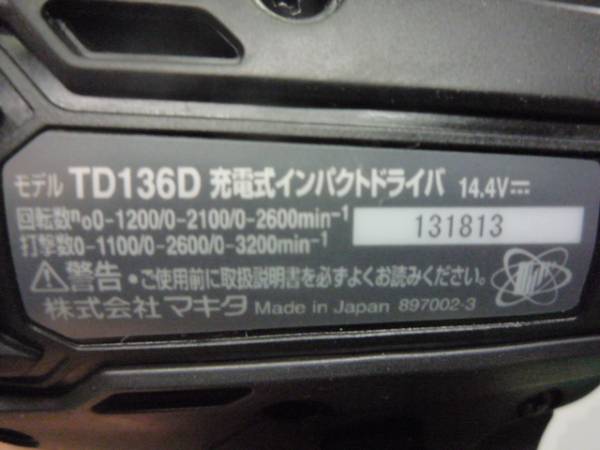 モデル TD136D 充電式インパクトドライバ 14.4V⎓
回転数n₀0-1200/0-2100/0-2600min⁻¹
131813
打撃数0-1100/0-2600/0-3200min⁻¹
⚠警告 •ご使用前に取扱説明書を必ずよくお読みください。
株式会社マキタ Made in Japan 897002-3